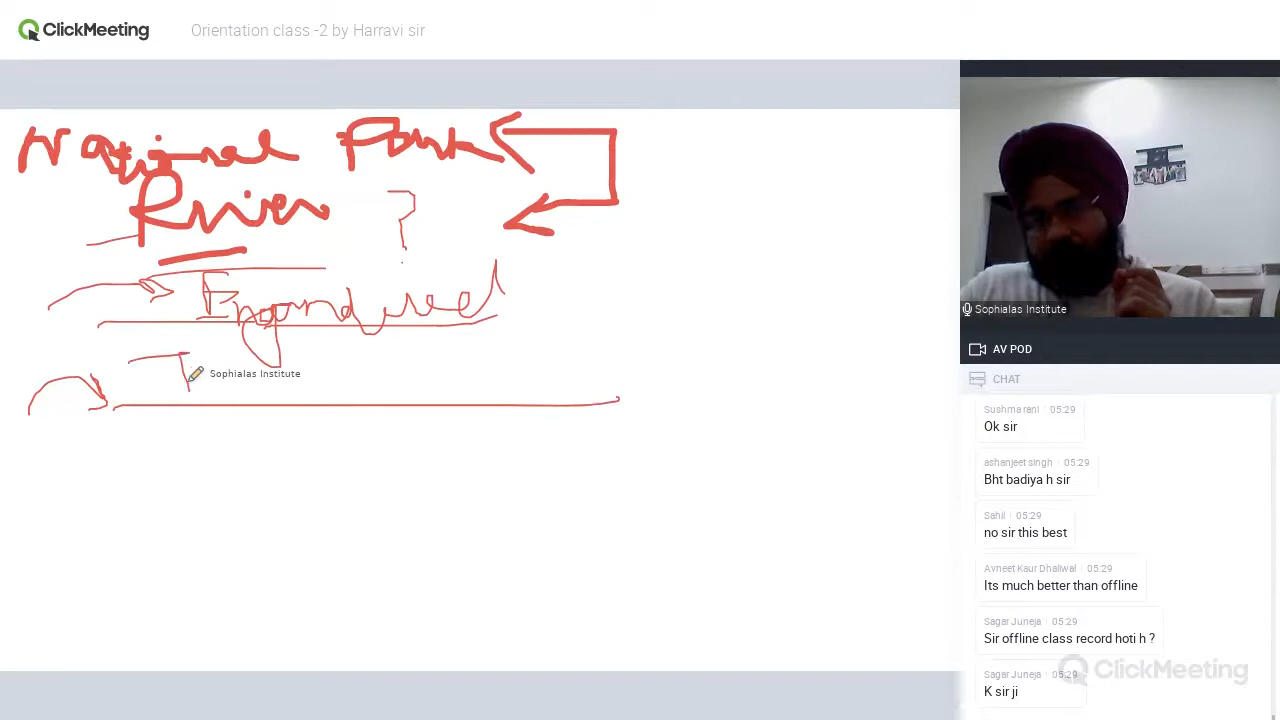 ClickMeeting
Orientation class -2 by Harravi sir
National Park
River ?
Engandered
T
Sophialas Institute
Sophialas Institute
AV POD
CHAT
Sushma rani 05:29
Ok sir
ashanjeet singh 05:29
Bht badiya h sir
Sahil 05:29
no sir this best
Avneet Kaur Dhaliwal 05:29
Its much better than offline
Sagar Juneja 05:29
Sir offline class record hoti h ?
Sagar Juneja 05:29
K sir ji
ClickMeeting